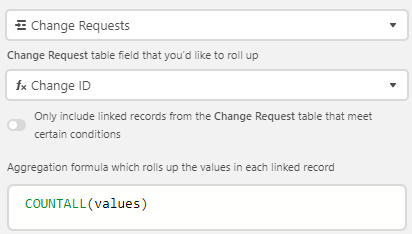 Change Requests
Change Request table field that you'd like to roll up
fx Change ID
Only include linked records from the Change Request table that meet
certain conditions
Aggregation formula which rolls up the values in each linked record
COUNTALL(values)